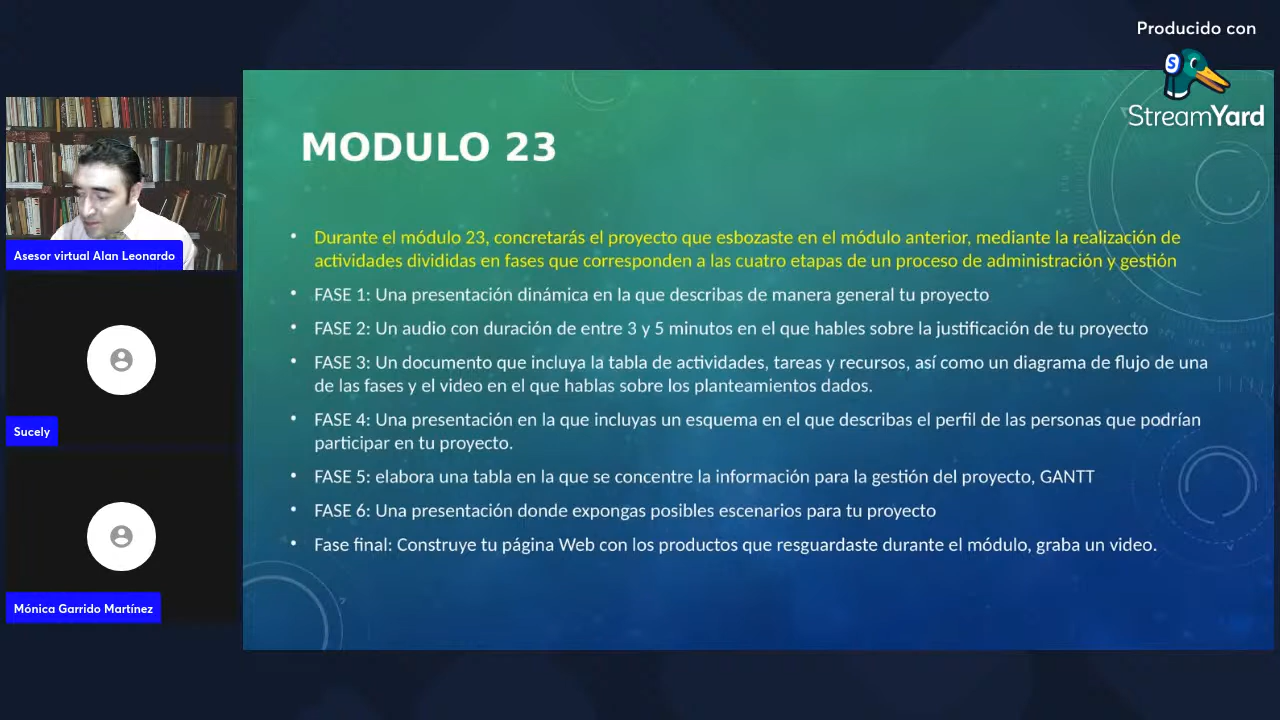 Producido con
StreamYard
MODULO 23
• Durante el módulo 23, concretarás el proyecto que esbozaste en el módulo anterior, mediante la realización de
actividades divididas en fases que corresponden a las cuatro etapas de un proceso de administración y gestión
• FASE 1: Una presentación dinámica en la que describas de manera general tu proyecto
• FASE 2: Un audio con duración de entre 3 y 5 minutos en el que hables sobre la justificación de tu proyecto
• FASE 3: Un documento que incluya la tabla de actividades, tareas y recursos, así como un diagrama de flujo de una
de las fases y el video en el que hablas sobre los planteamientos dados.
• FASE 4: Una presentación en la que incluyas un esquema en el que describas el perfil de las personas que podrían
participar en tu proyecto.
• FASE 5: elabora una tabla en la que se concentre la información para la gestión del proyecto, GANTT
• FASE 6: Una presentación donde expongas posibles escenarios para tu proyecto
• Fase final: Construye tu página Web con los productos que resguardaste durante el módulo, graba un video.
Asesor virtual Alan Leonardo
Sucely
Mónica Garrido Martínez